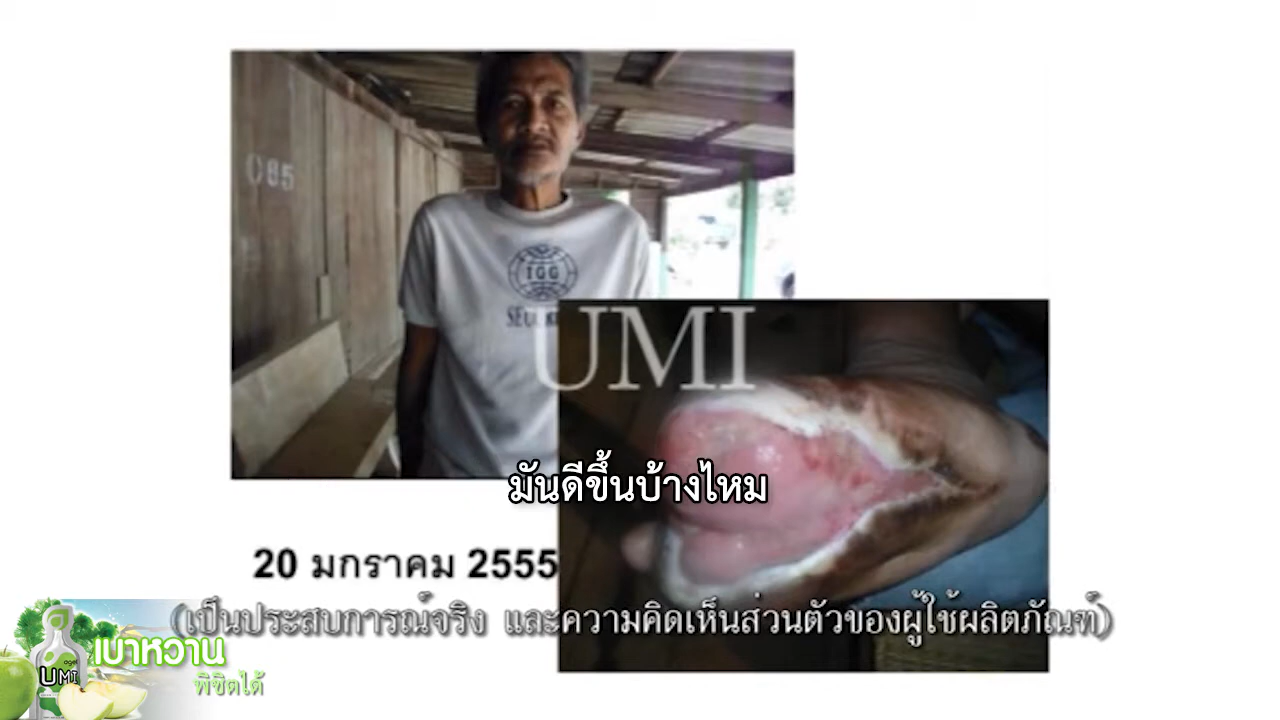 085
TGG
UMI
มันดีขึ้นบ้างไหม
20 มกราคม 2555
(เป็นประสบการณ์จริง และความคิดเห็นส่วนตัวของผู้ใช้ผลิตภัณฑ์)
agel
UMI
เบาหวาน
พิชิตได้